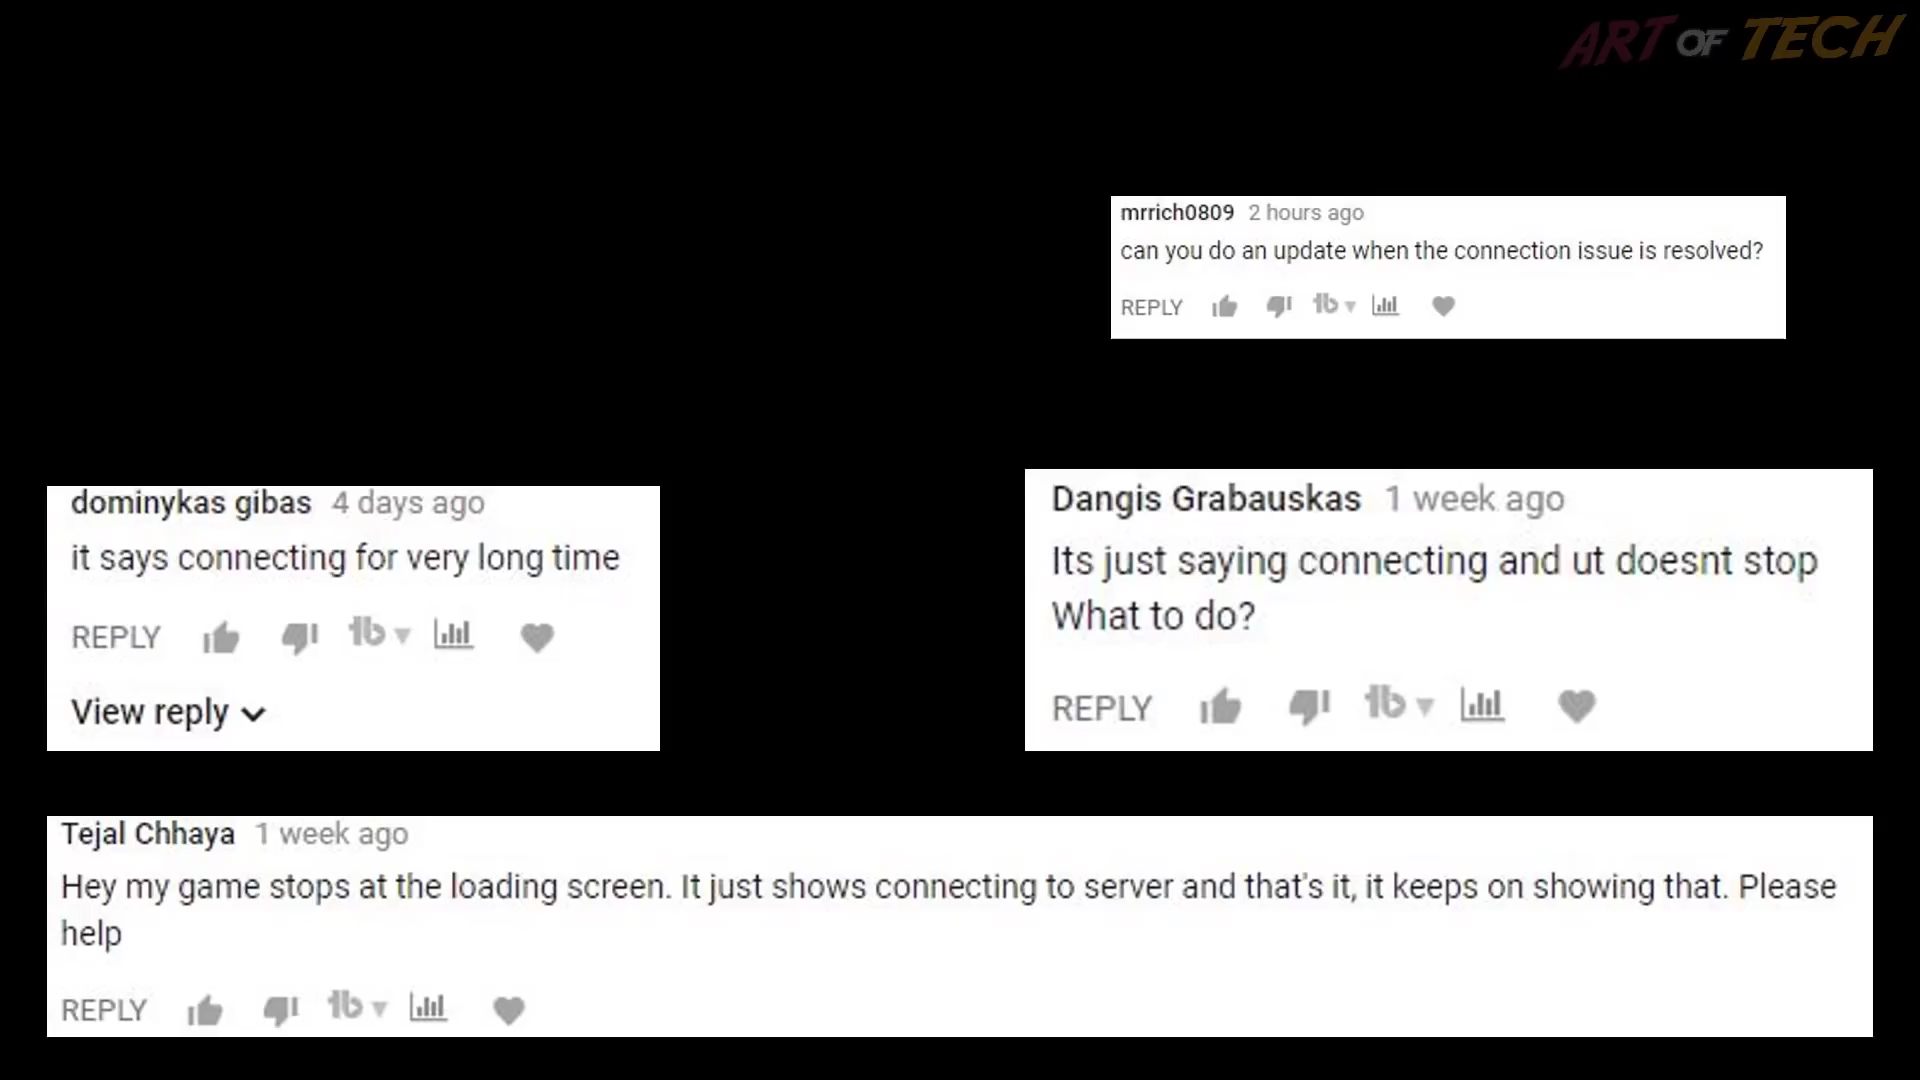 ART OF TECH
mrrich0809 2 hours ago
can you do an update when the connection issue is resolved?
REPLY
dominykas gibas 4 days ago
it says connecting for very long time
REPLY
View reply
Dangis Grabauskas 1 week ago
Its just saying connecting and ut doesnt stop
What to do?
REPLY
Tejal Chhaya 1 week ago
Hey my game stops at the loading screen. It just shows connecting to server and that's it, it keeps on showing that. Please
help
REPLY